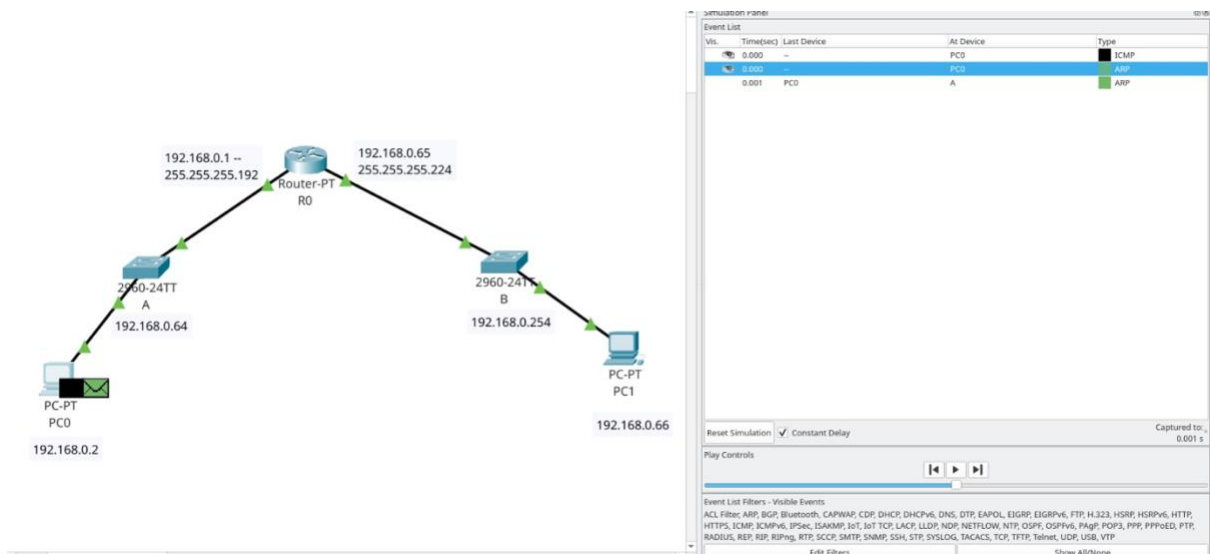 192.168.0.1 --
255.255.255.192
192.168.0.65
255.255.255.224
Router-PT
R0
2960-24TT
A
192.168.0.64
2960-24TT
B
192.168.0.254
PC-PT
PC0
192.168.0.2
PC-PT
PC1
192.168.0.66
Simulation Panel
Event List
Vis. Time(sec) Last Device At Device Type
0.000 -- PC0 ICMP
0.000 -- PC0 ARP
0.001 PC0 A ARP
Reset Simulation Constant Delay
Captured to:
0.001 s
Play Controls
Event List Filters - Visible Events
ACL Filter, ARP, BGP, Bluetooth, CAPWAP, CDP, DHCP, DHCPv6, DNS, DTP, EAPOL, EIGRP, EIGRPv6, FTP, H.323, HSRP, HSRPv6, HTTP,
HTTPS, ICMP, ICMPv6, IPSec, ISAKMP, IoT, IoT TCP, LACP, LLDP, NDP, NETFLOW, NTP, OSPF, OSPFv6, PAgP, POP3, PPP, PPPoED, PTP,
RADIUS, REP, RIP, RIPng, RTP, SCCP, SMTP, SNMP, SSH, STP, SYSLOG, TACACS, TCP, TFTP, Telnet, UDP, USB, VTP
Edit Filters Show All/None